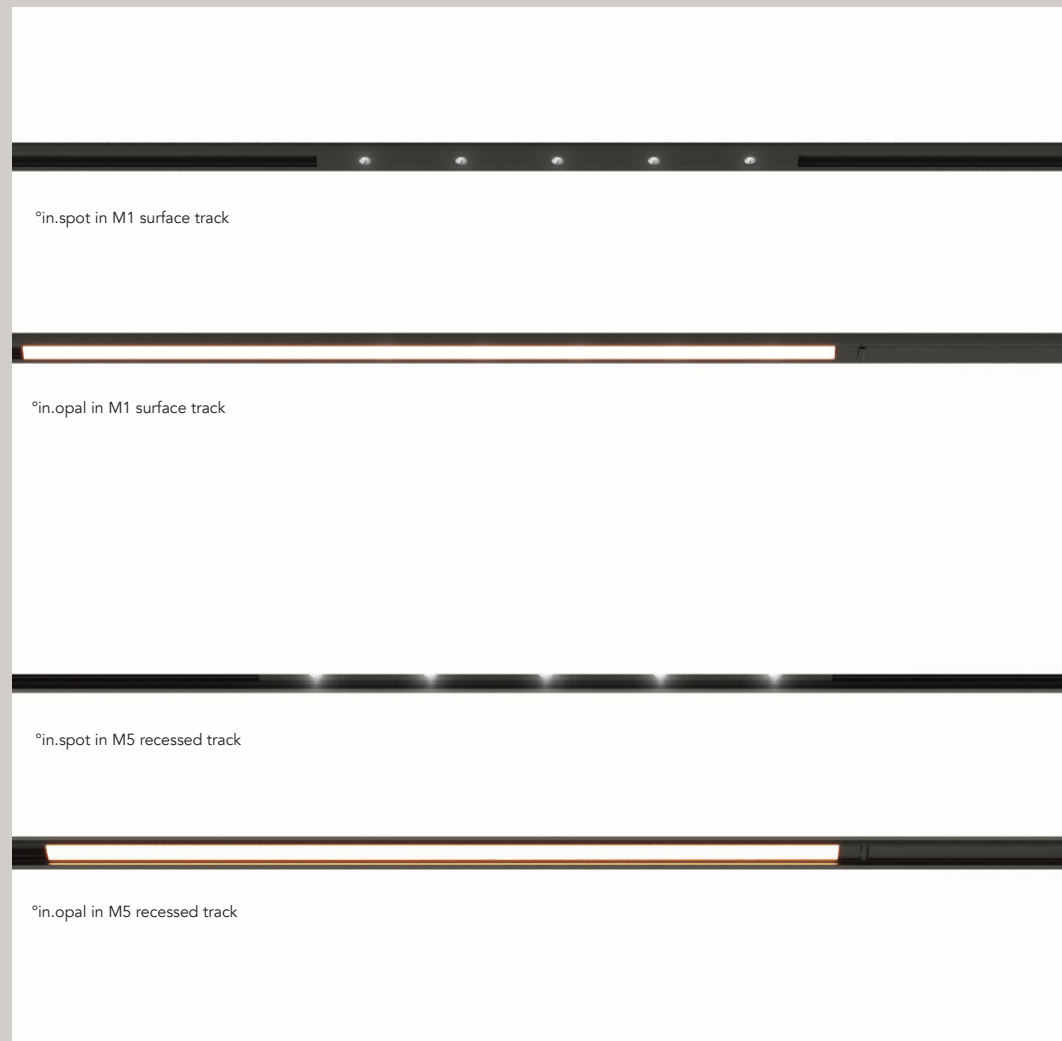 °in.spot in M1 surface track
°in.opal in M1 surface track
°in.spot in M5 recessed track
°in.opal in M5 recessed track